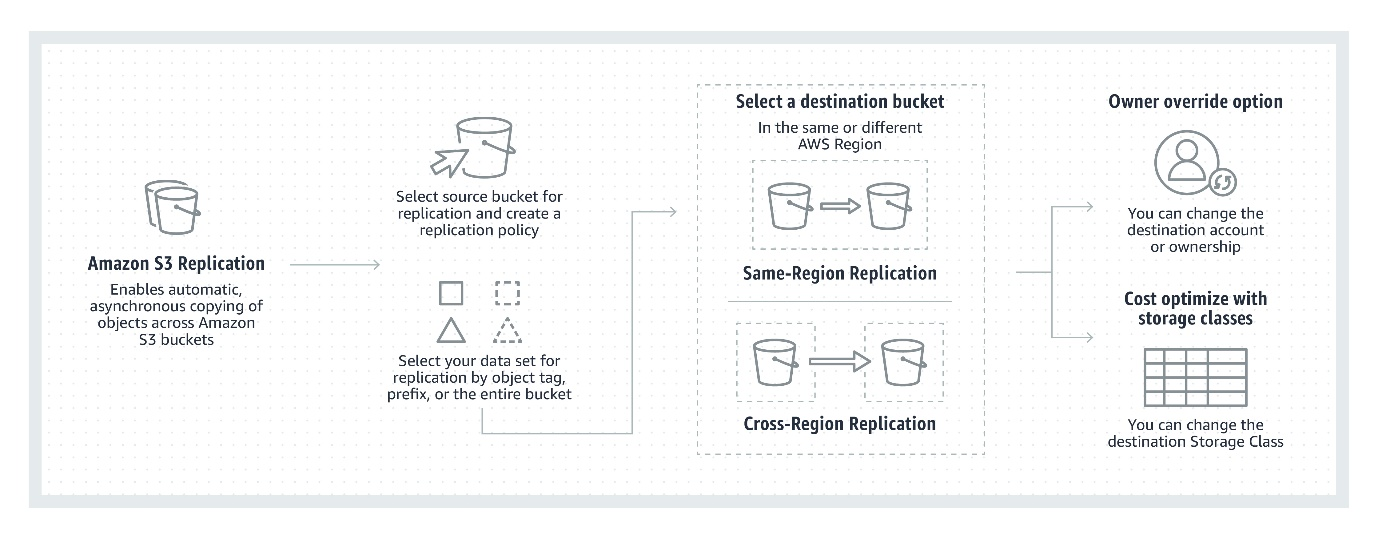 Amazon S3 Replication
Enables automatic,
asynchronous copying of
objects across Amazon
S3 buckets
Select source bucket for
replication and create a
replication policy
Select your data set for
replication by object tag,
prefix, or the entire bucket
Select a destination bucket
In the same or different
AWS Region
Same-Region Replication
Cross-Region Replication
Owner override option
You can change the
destination account
or ownership
Cost optimize with
storage classes
You can change the
destination Storage Class